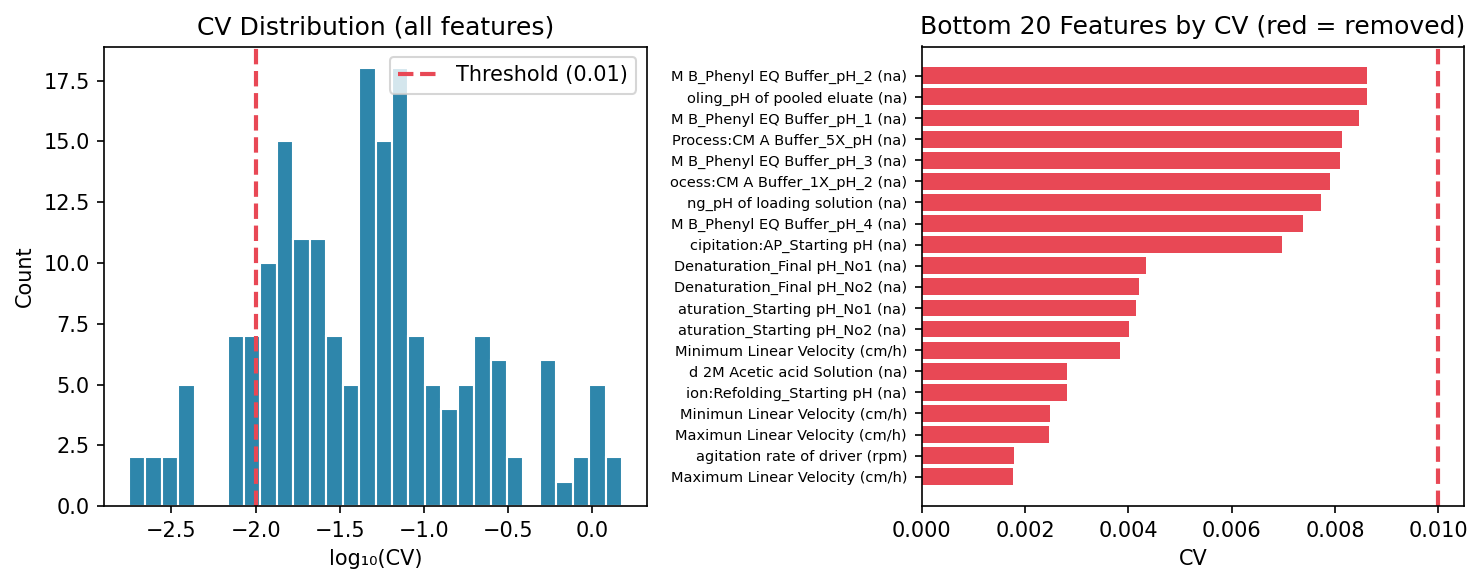 CV Distribution (all features)
Threshold (0.01)
Count
17.5
15.0
12.5
10.0
7.5
5.0
2.5
0.0
−2.5
−2.0
−1.5
−1.0
−0.5
0.0
log₁₀(CV)
Bottom 20 Features by CV (red = removed)
M B_Phenyl EQ Buffer_pH_2 (na)
oling_pH of pooled eluate (na)
M B_Phenyl EQ Buffer_pH_1 (na)
Process:CM A Buffer_5X_pH (na)
M B_Phenyl EQ Buffer_pH_3 (na)
ocess:CM A Buffer_1X_pH_2 (na)
ng_pH of loading solution (na)
M B_Phenyl EQ Buffer_pH_4 (na)
cipitation:AP_Starting pH (na)
Denaturation_Final pH_No1 (na)
Denaturation_Final pH_No2 (na)
aturation_Starting pH_No1 (na)
aturation_Starting pH_No2 (na)
Minimum Linear Velocity (cm/h)
d 2M Acetic acid Solution (na)
ion:Refolding_Starting pH (na)
Minimun Linear Velocity (cm/h)
Maximun Linear Velocity (cm/h)
agitation rate of driver (rpm)
Maximum Linear Velocity (cm/h)
0.000
0.002
0.004
0.006
0.008
0.010
CV